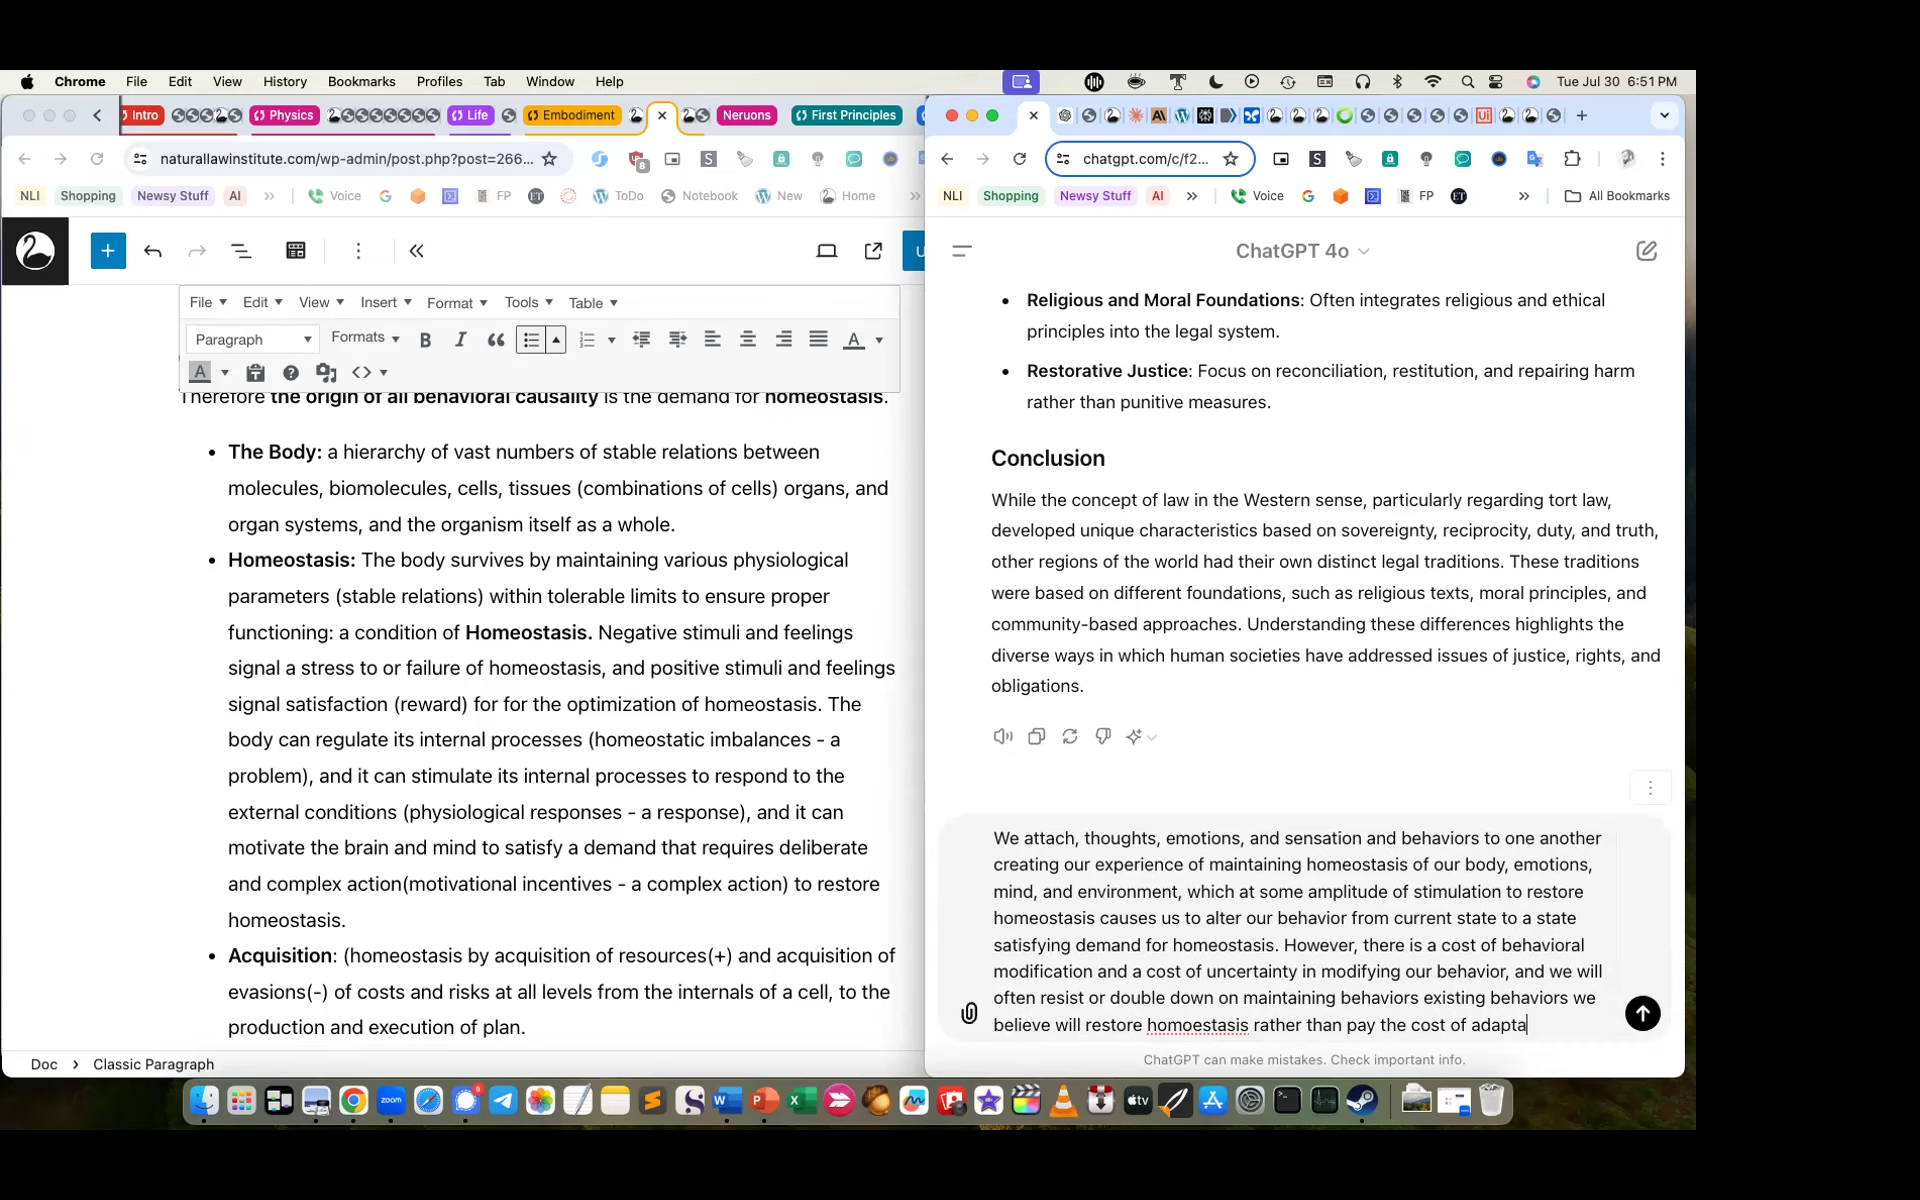 Chrome File Edit View History Bookmarks Profiles Tab Window Help
Tue Jul 30 6:51 PM
Intro Physics Life Embodiment Neruons First Principles
naturallawinstitute.com/wp-admin/post.php?post=266...
NLI Shopping Newsy Stuff AI » Voice FP ToDo Notebook New Home »
File Edit View Insert Format Tools Table
Paragraph Formats B I
A
Therefore the origin of all behavioral causality is the demand for homeostasis.
• The Body: a hierarchy of vast numbers of stable relations between
molecules, biomolecules, cells, tissues (combinations of cells) organs, and
organ systems, and the organism itself as a whole.
• Homeostasis: The body survives by maintaining various physiological
parameters (stable relations) within tolerable limits to ensure proper
functioning: a condition of Homeostasis. Negative stimuli and feelings
signal a stress to or failure of homeostasis, and positive stimuli and feelings
signal satisfaction (reward) for for the optimization of homeostasis. The
body can regulate its internal processes (homeostatic imbalances - a
problem), and it can stimulate its internal processes to respond to the
external conditions (physiological responses - a response), and it can
motivate the brain and mind to satisfy a demand that requires deliberate
and complex action(motivational incentives - a complex action) to restore
homeostasis.
• Acquisition: (homeostasis by acquisition of resources(+) and acquisition of
evasions(-) of costs and risks at all levels from the internals of a cell, to the
production and execution of plan.
Doc › Classic Paragraph
chatgpt.com/c/f2...
NLI Shopping Newsy Stuff AI » Voice FP ET » All Bookmarks
ChatGPT 4o
• Religious and Moral Foundations: Often integrates religious and ethical
principles into the legal system.
• Restorative Justice: Focus on reconciliation, restitution, and repairing harm
rather than punitive measures.
Conclusion
While the concept of law in the Western sense, particularly regarding tort law,
developed unique characteristics based on sovereignty, reciprocity, duty, and truth,
other regions of the world had their own distinct legal traditions. These traditions
were based on different foundations, such as religious texts, moral principles, and
community-based approaches. Understanding these differences highlights the
diverse ways in which human societies have addressed issues of justice, rights, and
obligations.
We attach, thoughts, emotions, and sensation and behaviors to one another
creating our experience of maintaining homeostasis of our body, emotions,
mind, and environment, which at some amplitude of stimulation to restore
homeostasis causes us to alter our behavior from current state to a state
satisfying demand for homeostasis. However, there is a cost of behavioral
modification and a cost of uncertainty in modifying our behavior, and we will
often resist or double down on maintaining behaviors existing behaviors we
believe will restore homoestasis rather than pay the cost of adapta
ChatGPT can make mistakes. Check important info.
zoom
tv